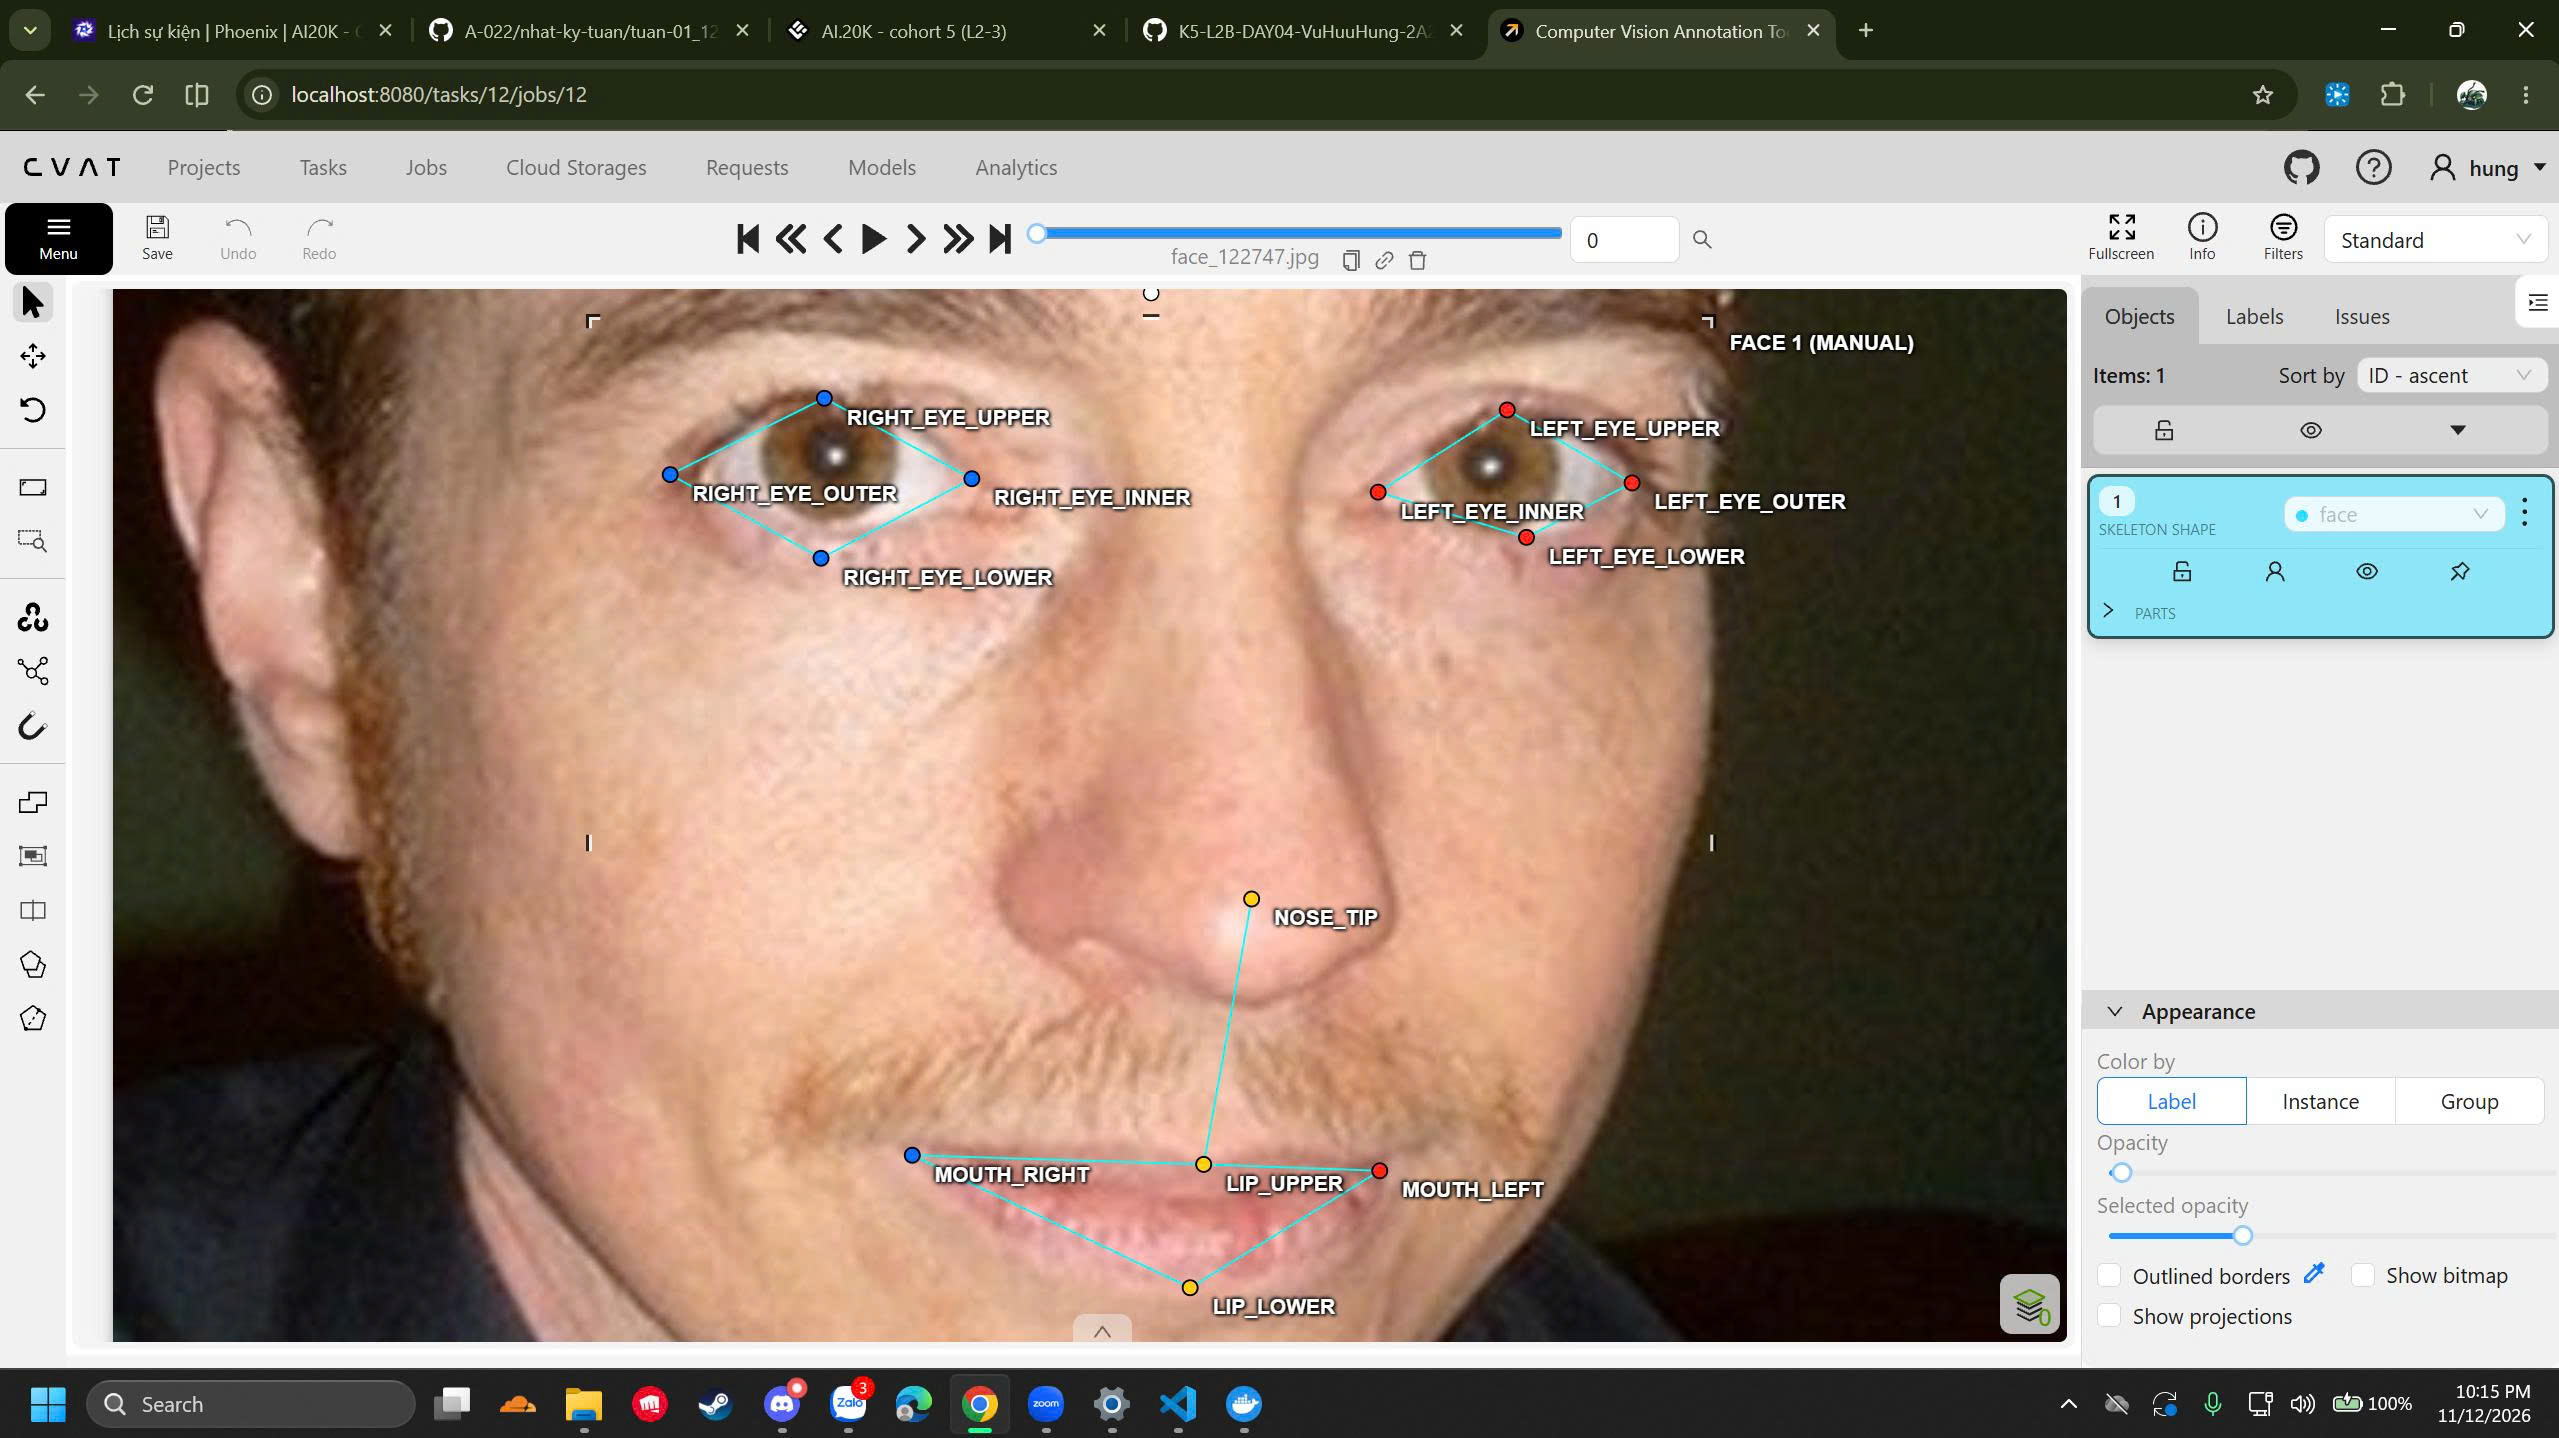 Lịch sự kiện | Phoenix | AI20K -
A-022/nhat-ky-tuan/tuan-01_12
AI.20K - cohort 5 (L2-3)
K5-L2B-DAY04-VuHuuHung-2A2
Computer Vision Annotation To
localhost:8080/tasks/12/jobs/12
CVAT
Projects
Tasks
Jobs
Cloud Storages
Requests
Models
Analytics
hung
Menu
Save
Undo
Redo
face_122747.jpg
0
Fullscreen
Info
Filters
Standard
Objects
Labels
Issues
Items: 1
Sort by
ID - ascent
1
SKELETON SHAPE
face
PARTS
FACE 1 (MANUAL)
RIGHT_EYE_UPPER
LEFT_EYE_UPPER
RIGHT_EYE_OUTER
RIGHT_EYE_INNER
LEFT_EYE_INNER
LEFT_EYE_OUTER
LEFT_EYE_LOWER
RIGHT_EYE_LOWER
NOSE_TIP
MOUTH_RIGHT
LIP_UPPER
MOUTH_LEFT
LIP_LOWER
0
Appearance
Color by
Label
Instance
Group
Opacity
Selected opacity
Outlined borders
Show bitmap
Show projections
Search
Zalo
3
zoom
100%
10:15 PM
11/12/2026